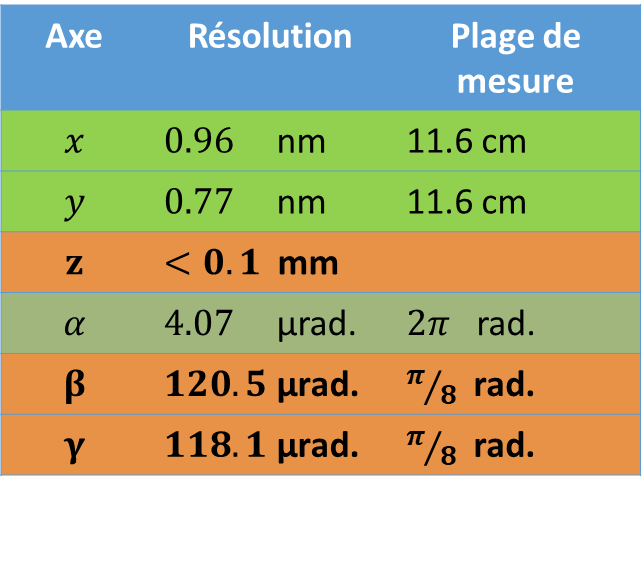 Axe Résolution Plage de
mesure
x 0.96 nm 11.6 cm
y 0.77 nm 11.6 cm
z < 0.1 mm
α 4.07 μrad. 2π rad.
β 120.5 μrad. π/8 rad.
γ 118.1 μrad. π/8 rad.